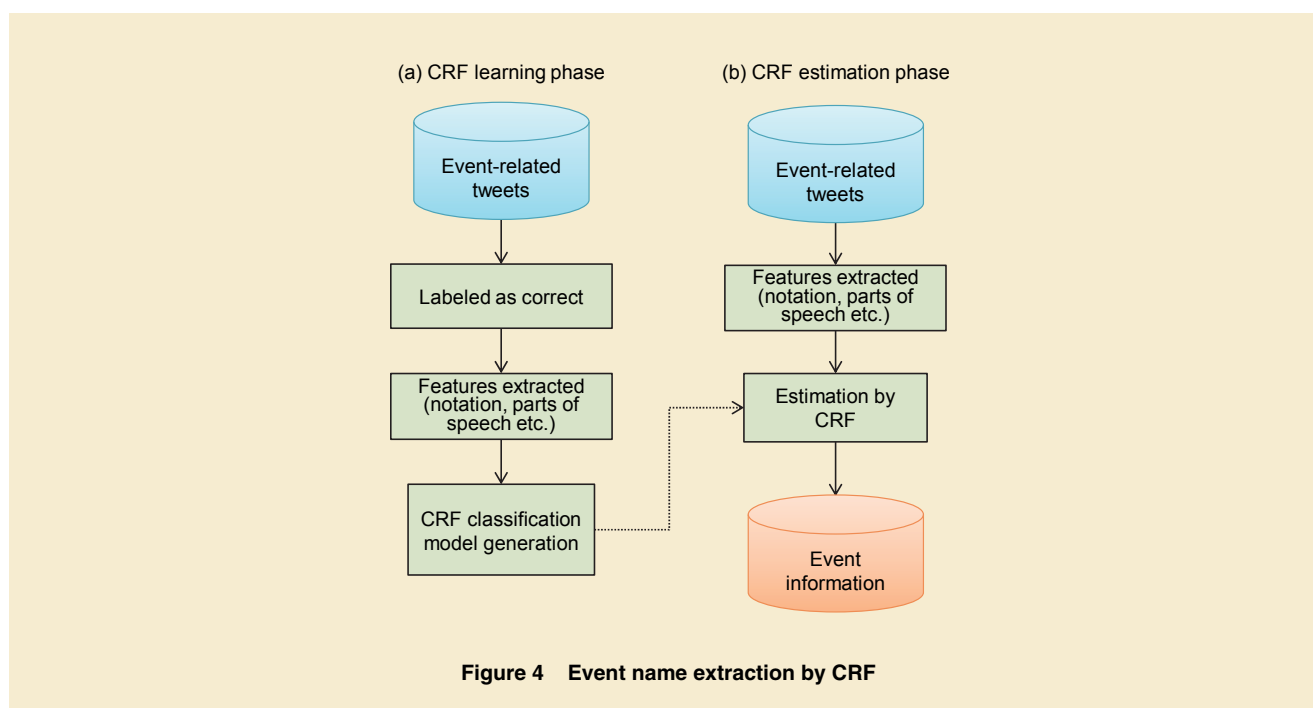 (a) CRF learning phase
Event-related
tweets
Labeled as correct
Features extracted
(notation, parts of
speech etc.)
CRF classification
model generation
(b) CRF estimation phase
Event-related
tweets
Features extracted
(notation, parts of
speech etc.)
Estimation by
CRF
Event
information
Figure 4 Event name extraction by CRF